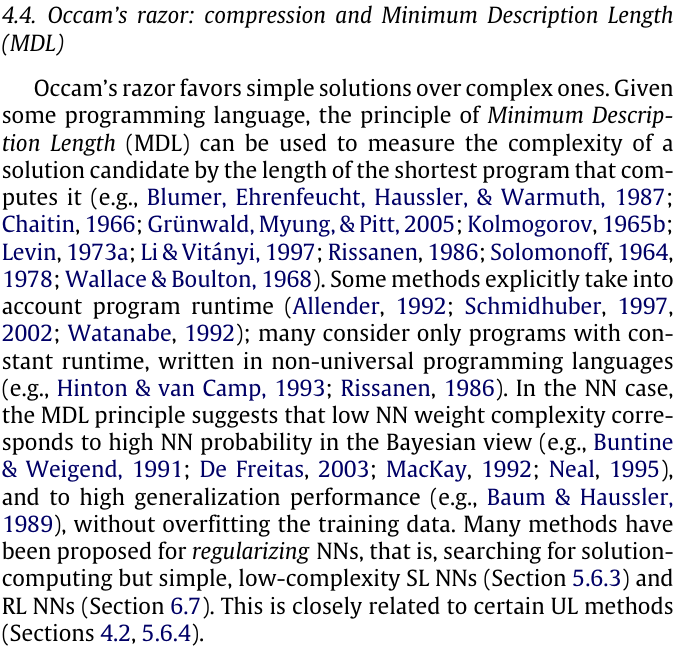 4.4. Occam's razor: compression and Minimum Description Length
(MDL)
Occam's razor favors simple solutions over complex ones. Given
some programming language, the principle of Minimum Descrip-
tion Length (MDL) can be used to measure the complexity of a
solution candidate by the length of the shortest program that com-
putes it (e.g., Blumer, Ehrenfeucht, Haussler, & Warmuth, 1987;
Chaitin, 1966; Grünwald, Myung, & Pitt, 2005; Kolmogorov, 1965b;
Levin, 1973a; Li & Vitányi, 1997; Rissanen, 1986; Solomonoff, 1964,
1978; Wallace & Boulton, 1968). Some methods explicitly take into
account program runtime (Allender, 1992; Schmidhuber, 1997,
2002; Watanabe, 1992); many consider only programs with con-
stant runtime, written in non-universal programming languages
(e.g., Hinton & van Camp, 1993; Rissanen, 1986). In the NN case,
the MDL principle suggests that low NN weight complexity corre-
sponds to high NN probability in the Bayesian view (e.g., Buntine
& Weigend, 1991; De Freitas, 2003; MacKay, 1992; Neal, 1995),
and to high generalization performance (e.g., Baum & Haussler,
1989), without overfitting the training data. Many methods have
been proposed for regularizing NNs, that is, searching for solution-
computing but simple, low-complexity SL NNs (Section 5.6.3) and
RL NNs (Section 6.7). This is closely related to certain UL methods
(Sections 4.2, 5.6.4).